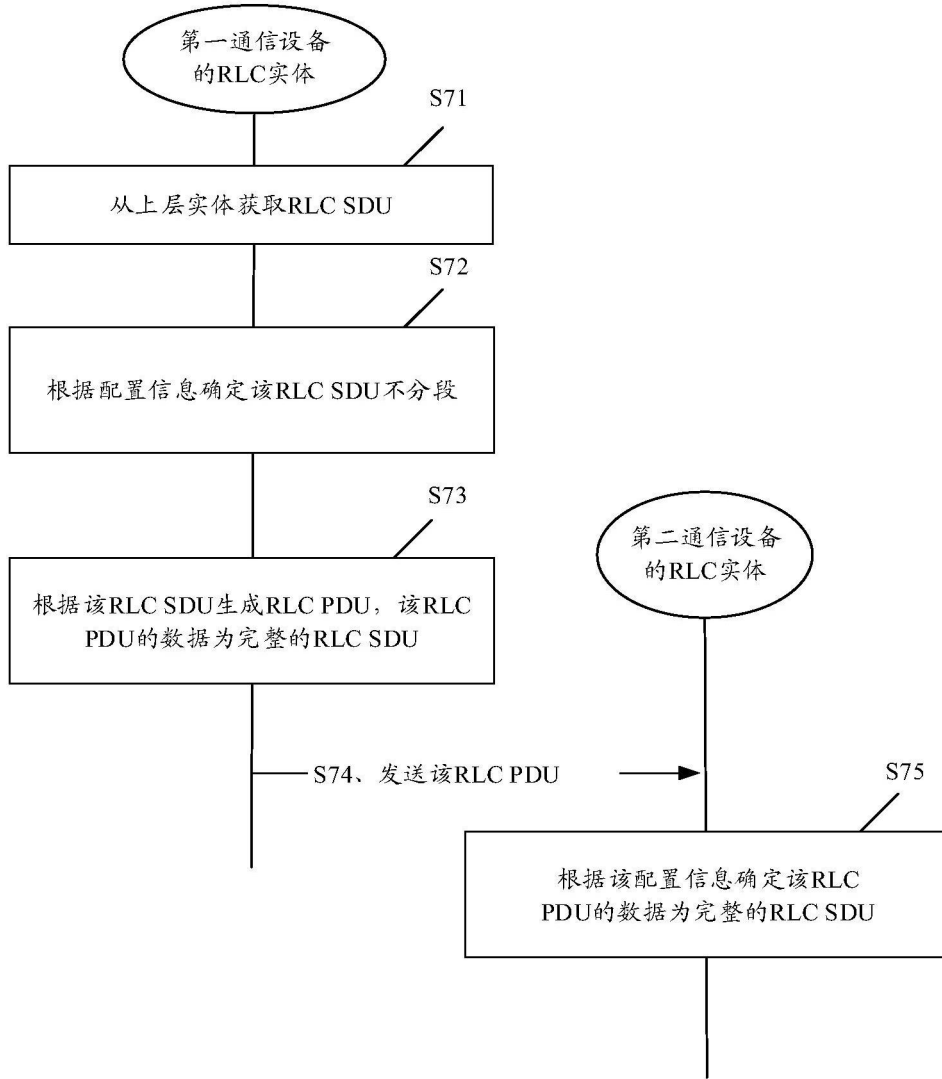 第一通信设备
的RLC实体
S71
从上层实体获取RLC SDU
S72
根据配置信息确定该RLC SDU不分段
S73
第二通信设备
的RLC实体
根据该RLC SDU生成RLC PDU，该RLC
PDU的数据为完整的RLC SDU
S74、发送该RLC PDU
S75
根据该配置信息确定该RLC
PDU的数据为完整的RLC SDU